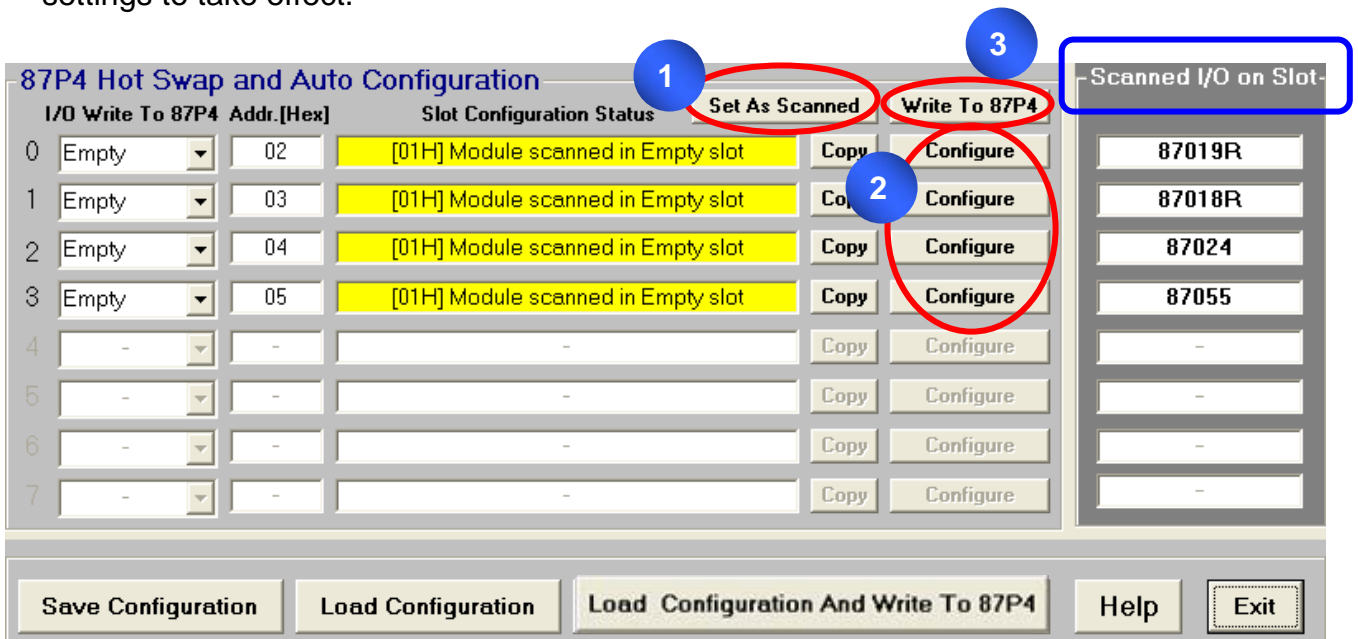 settings to take effect.
3
1
87P4 Hot Swap and Auto Configuration
Scanned I/O on Slot
I/O Write To 87P4 Addr.[Hex] Slot Configuration Status Set As Scanned Write To 87P4
0 Empty 02 [01H] Module scanned in Empty slot Copy Configure 87019R
2
1 Empty 03 [01H] Module scanned in Empty slot Configure 87018R
2 Empty 04 [01H] Module scanned in Empty slot Copy Configure 87024
3 Empty 05 [01H] Module scanned in Empty slot Copy Configure 87055
4 - - - Copy Configure -
5 - - - Copy Configure -
6 - - - Copy Configure -
7 - - - Copy Configure -
Save Configuration Load Configuration Load Configuration And Write To 87P4 Help Exit